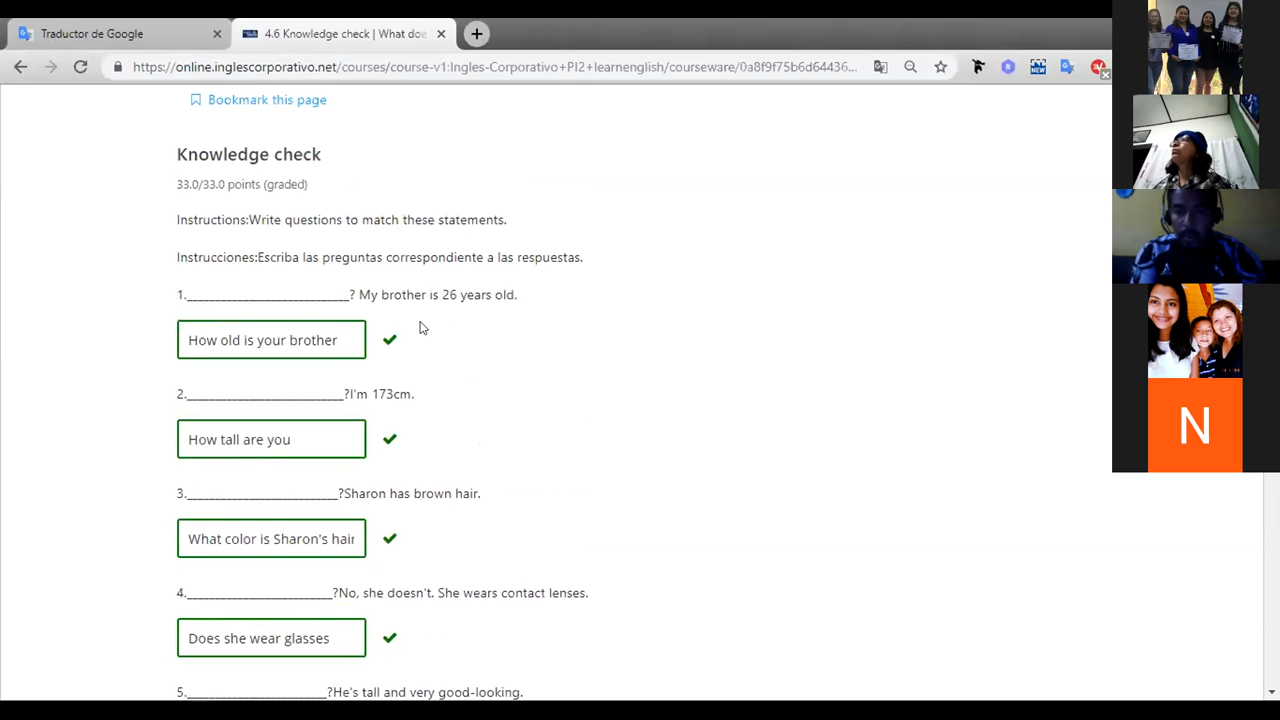 Traductor de Google
4.6 Knowledge check | What doe
https://online.inglescorporativo.net/courses/course-v1:Ingles-Corporativo+PI2+learnenglish/courseware/0a8f9f75b6d64436...
NEW
Bookmark this page
Knowledge check
33.0/33.0 points (graded)
Instructions:Write questions to match these statements.
Instrucciones:Escriba las preguntas correspondiente a las respuestas.
1.__________________________? My brother is 26 years old.
How old is your brother
2._________________________?I'm 173cm.
How tall are you
3.________________________?Sharon has brown hair.
What color is Sharon's hair
4._______________________?No, she doesn't. She wears contact lenses.
Does she wear glasses
5.______________________?He's tall and very good-looking.
N